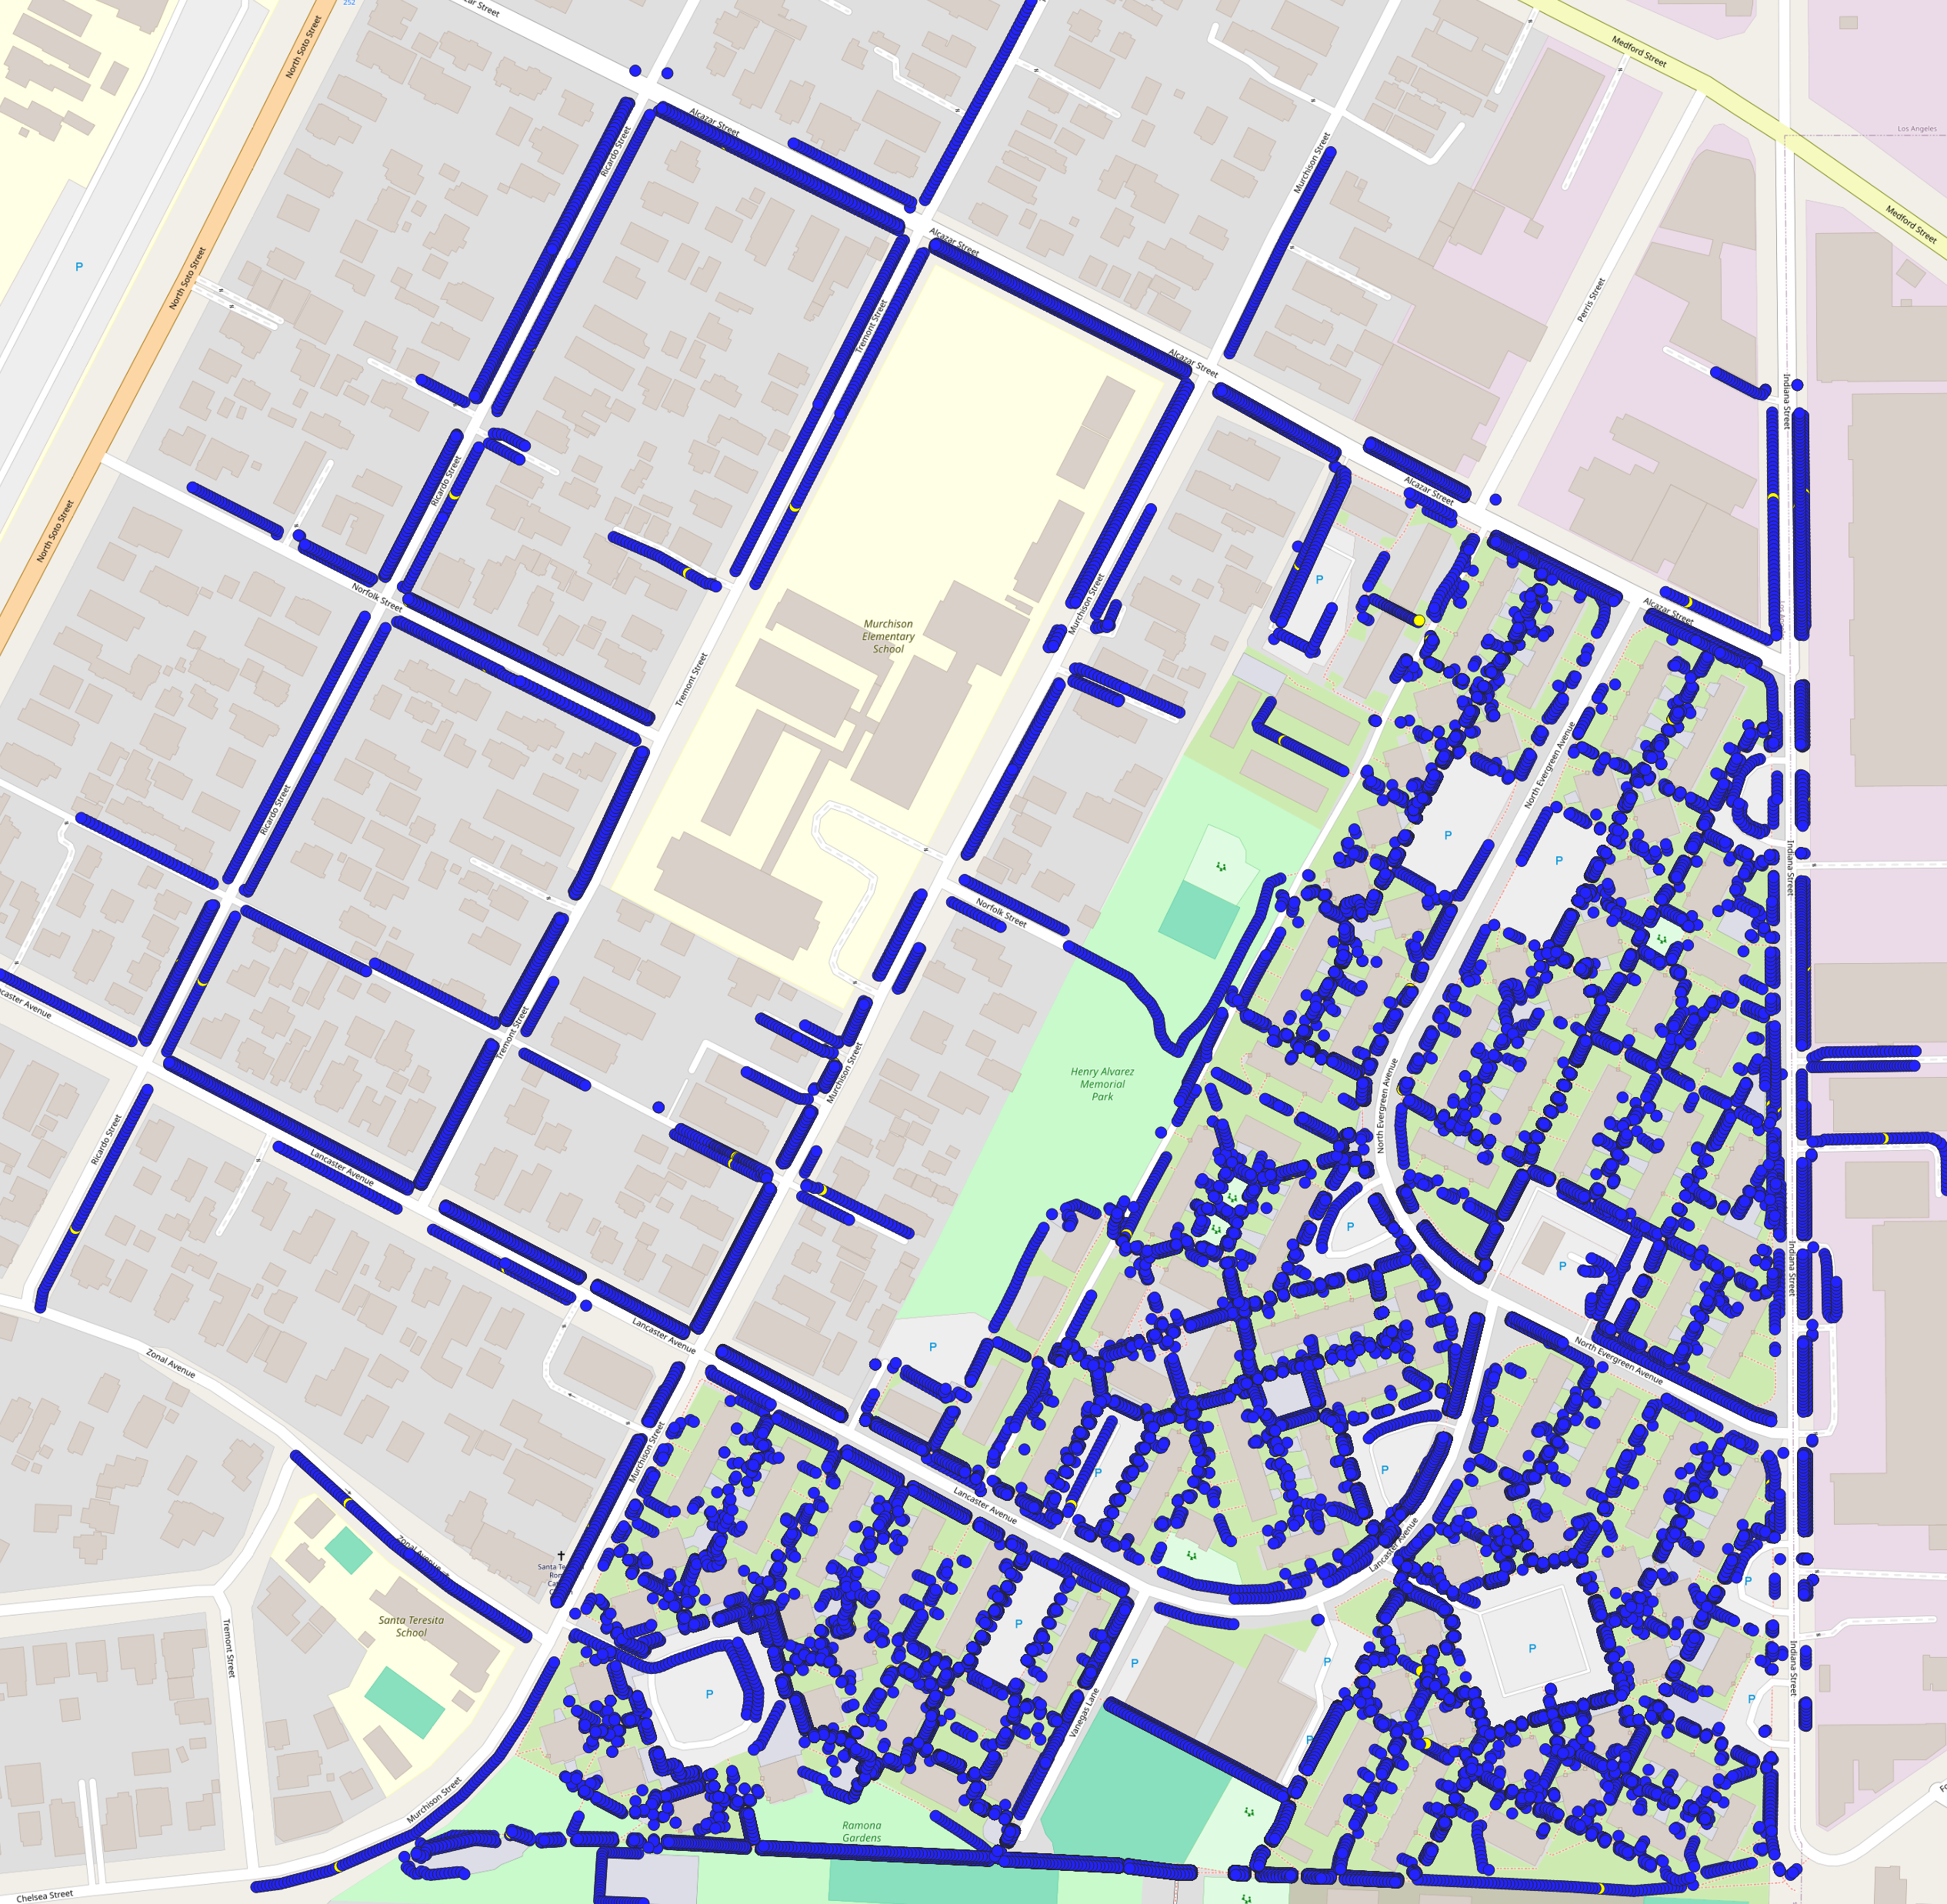 252
North Soto Street
Alcazar Street
Medford Street
Los Angeles
Medford Street
Ricardo Street
Alcazar Street
Murchison Street
Alcazar Street
North Soto Street
P
Tremont Street
Perris Street
Alcazar Street
Indiana Street
Ricardo Street
Alcazar Street
North Soto Street
P
Norfolk Street
Murchison Street
Alcazar Street
Murchison
Elementary
School
Tremont Street
North Evergreen Avenue
Ricardo Street
P
P
Indiana Street
Norfolk Street
Lancaster Avenue
Tremont Street
Murchison Street
Henry Alvarez
Memorial
Park
North Evergreen Avenue
Ricardo Street
Lancaster Avenue
P
P
Indiana Street
Lancaster Avenue
P
North Evergreen Avenue
Zonal Avenue
Murchison Street
P
P
Lancaster Avenue
Lancaster Avenue
Zonal Avenue
P
Santa Teresita
School
P
Tremont Street
P
P
P
Indiana Street
P
P
Vanegas Lane
P
Murchison Street
Ramona
Gardens
Chelsea Street